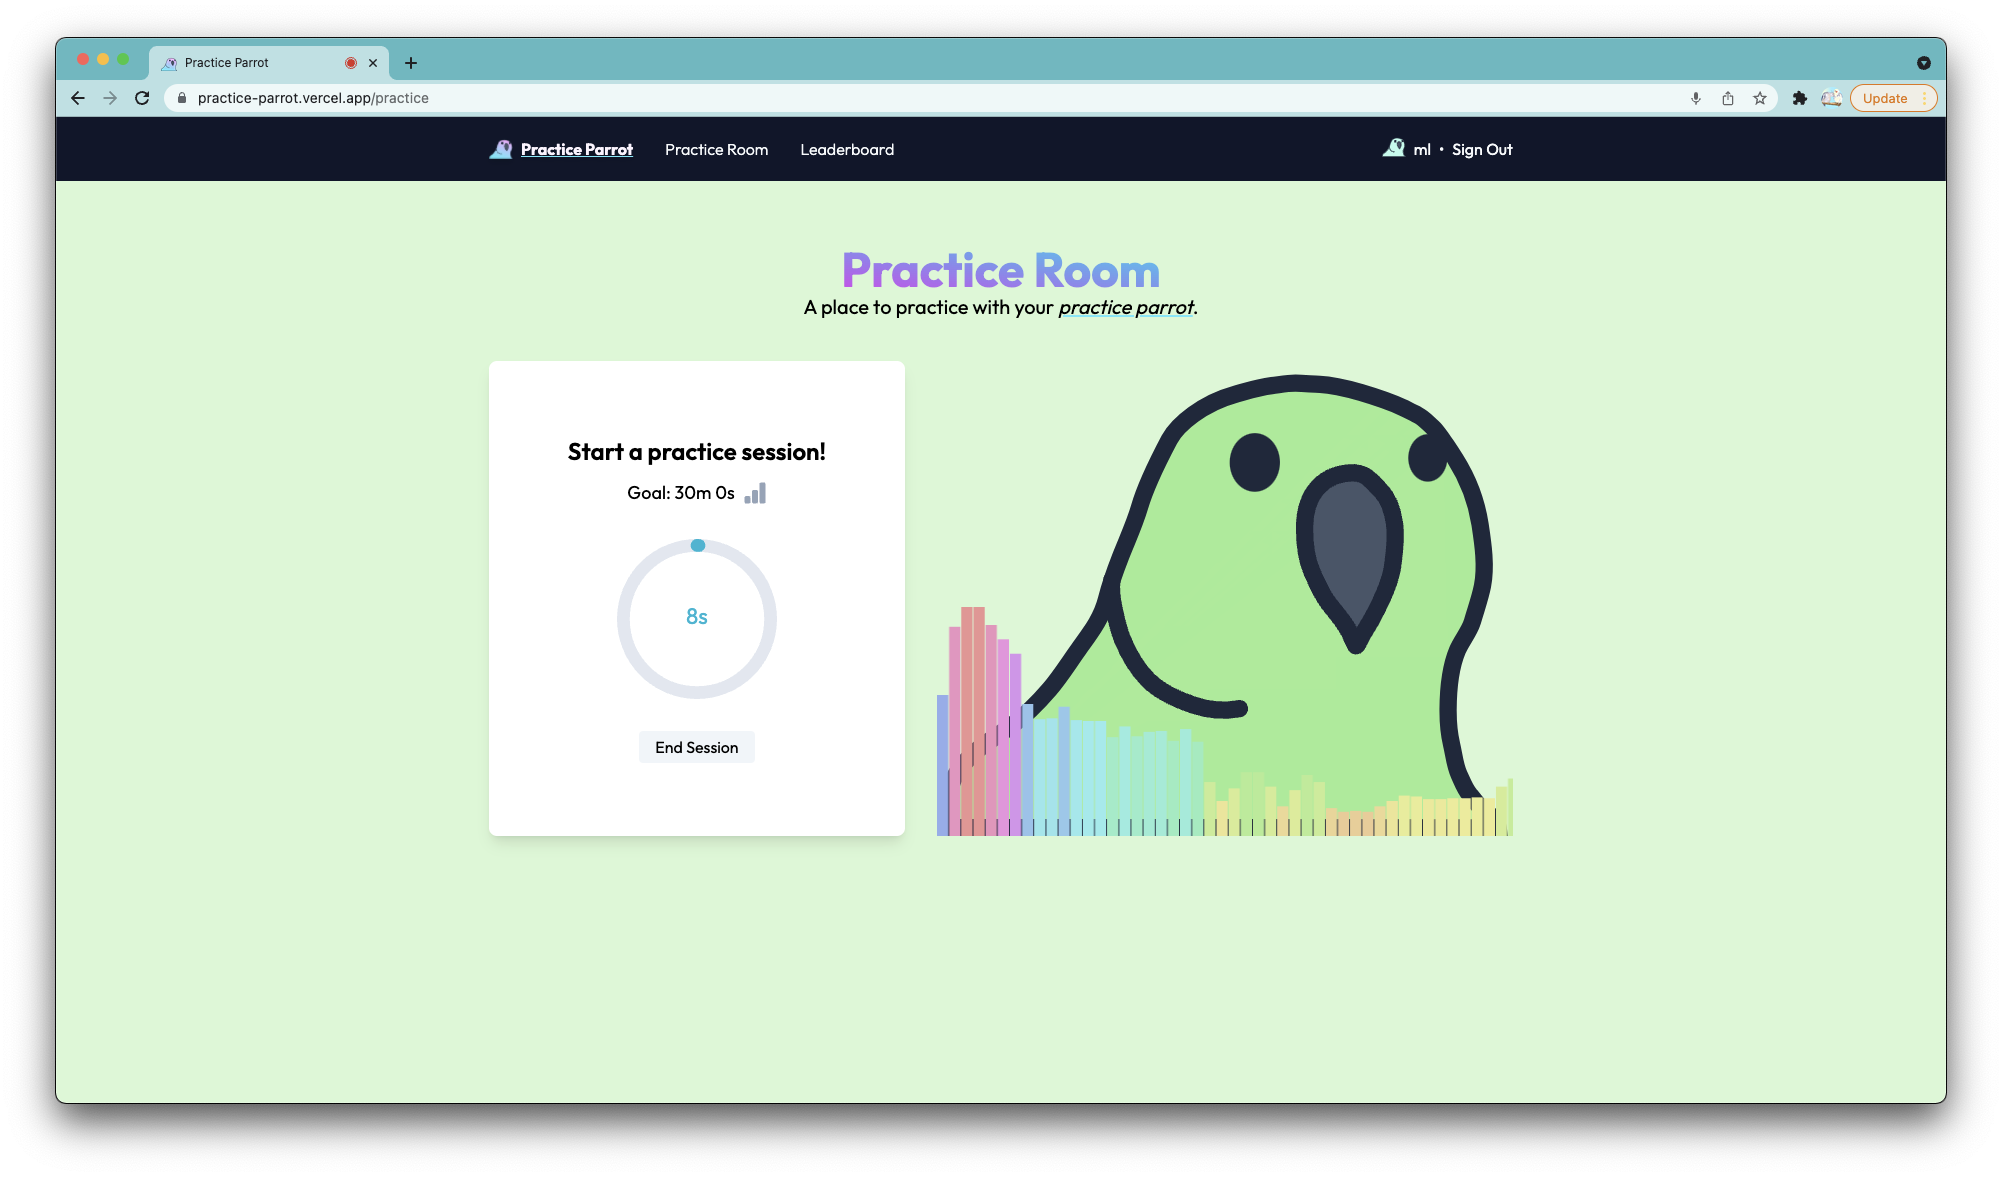 Practice Parrot
practice-parrot.vercel.app/practice
Update
Practice Parrot Practice Room Leaderboard ml • Sign Out
Practice Room
A place to practice with your practice parrot.
Start a practice session!
Goal: 30m 0s
8s
End Session